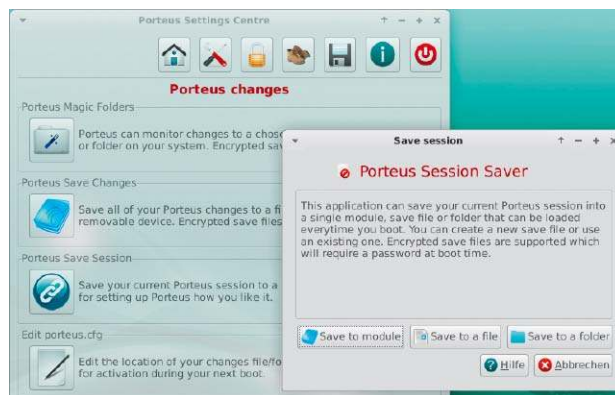 Porteus Settings Centre
Porteus changes
Porteus Magic Folders
Porteus can monitor changes to a chose
or folder on your system. Encrypted sav
Porteus Save Changes
Save all of your Porteus changes to a fi
removable device. Encrypted save files
Porteus Save Session
Save your current Porteus session to a
for setting up Porteus how you like it.
Edit porteus.cfg
Edit the location of your changes file/fo
for activation during your next boot.
Save session
Porteus Session Saver
This application can save your current Porteus session into
a single module, save file or folder that can be loaded
everytime you boot. You can create a new save file or use
an existing one. Encrypted save files are supported which
will require a password at boot time.
Save to module
Save to a file
Save to a folder
Hilfe
Abbrechen